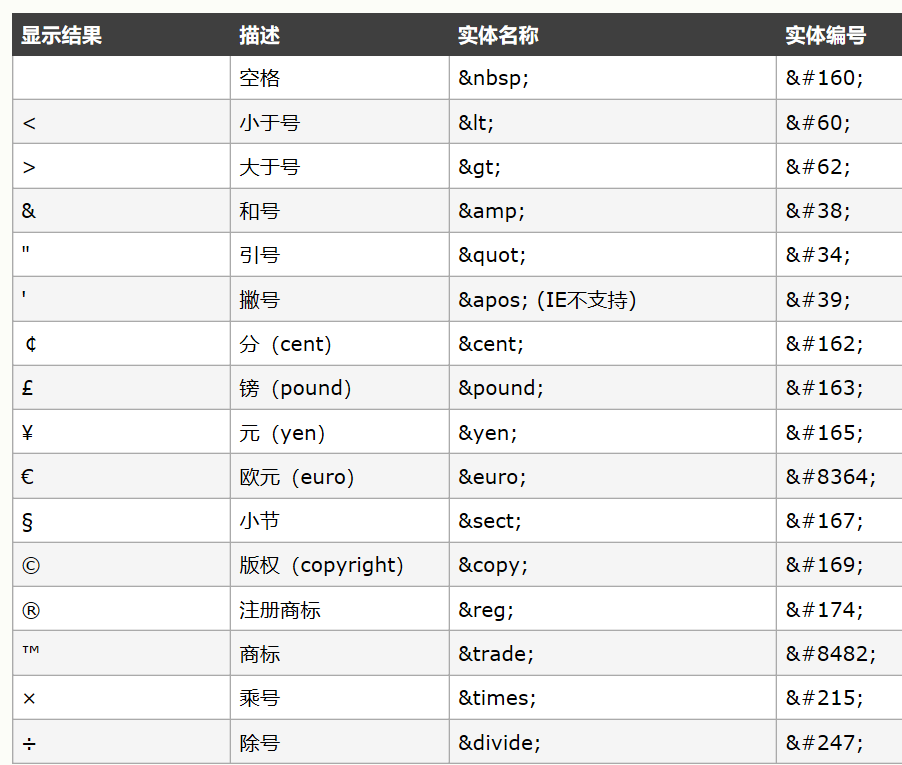 显示结果 描述 实体名称 实体编号
空格 &nbsp; &#160;
< 小于号 &lt; &#60;
> 大于号 &gt; &#62;
& 和号 &amp; &#38;
" 引号 &quot; &#34;
' 撇号 &apos; (IE不支持) &#39;
￠ 分（cent） &cent; &#162;
£ 镑（pound） &pound; &#163;
¥ 元（yen） &yen; &#165;
€ 欧元（euro） &euro; &#8364;
§ 小节 &sect; &#167;
© 版权（copyright） &copy; &#169;
® 注册商标 &reg; &#174;
™ 商标 &trade; &#8482;
× 乘号 &times; &#215;
÷ 除号 &divide; &#247;